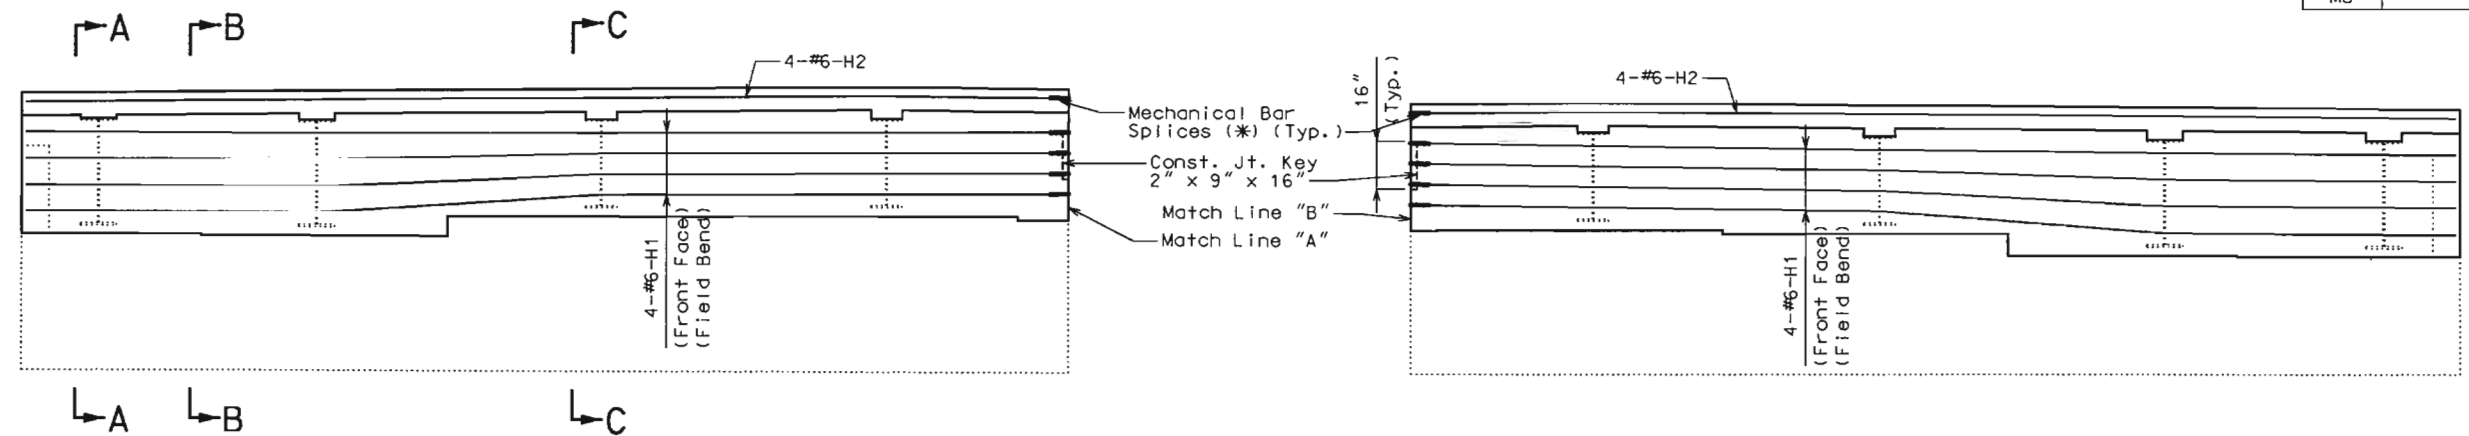 A
B
C
4-#6-H2
Mechanical Bar
Splices (*) (Typ.)
Const. Jt. Key
2" x 9" x 16"
Match Line "B"
Match Line "A"
4-#6-H1
(Front Face)
(Field Bend)
16"
(Typ.)
4-#6-H2
4-#6-H1
(Front Face)
(Field Bend)
A
B
C